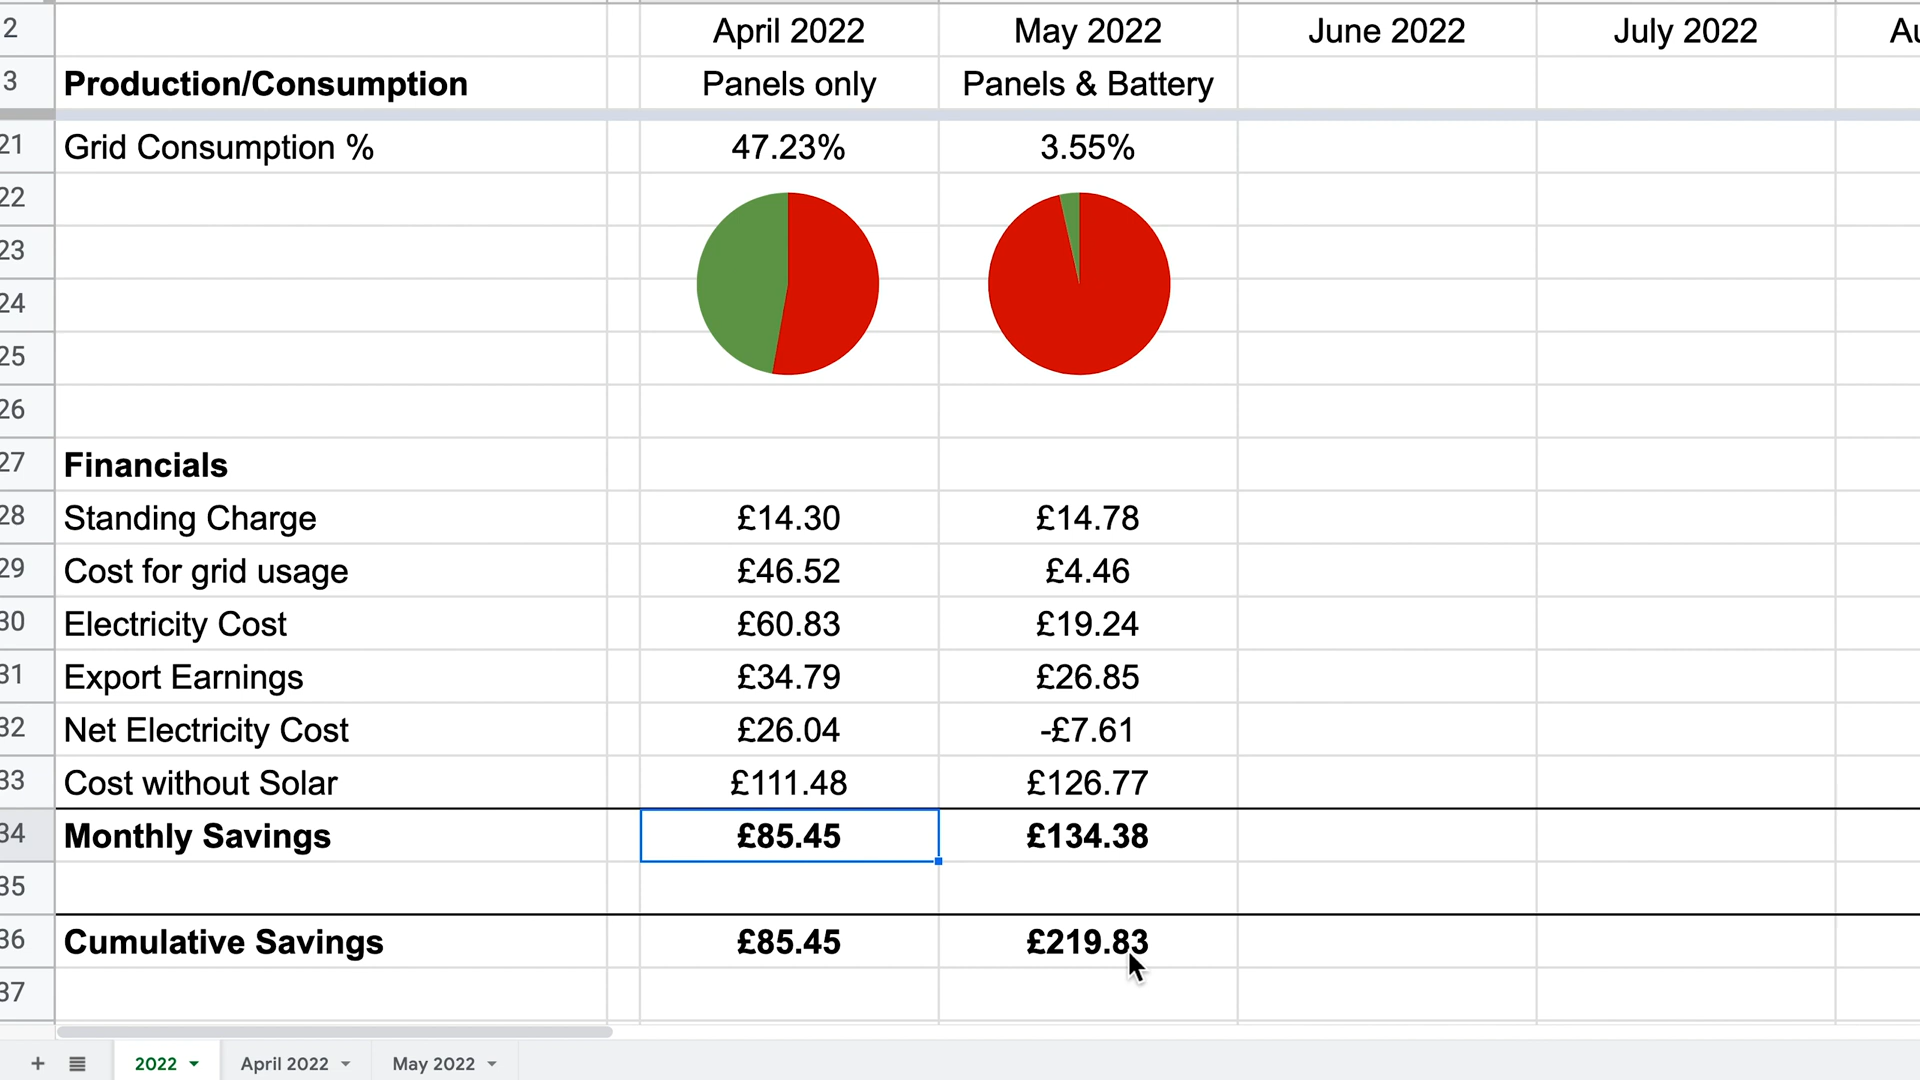 2 April 2022 May 2022 June 2022 July 2022 Au
3 Production/Consumption Panels only Panels & Battery
21 Grid Consumption % 47.23% 3.55%
22
23
24
25
26
27 Financials
28 Standing Charge £14.30 £14.78
29 Cost for grid usage £46.52 £4.46
30 Electricity Cost £60.83 £19.24
31 Export Earnings £34.79 £26.85
32 Net Electricity Cost £26.04 -£7.61
33 Cost without Solar £111.48 £126.77
34 Monthly Savings £85.45 £134.38
35
36 Cumulative Savings £85.45 £219.83
37
+ 2022 April 2022 May 2022